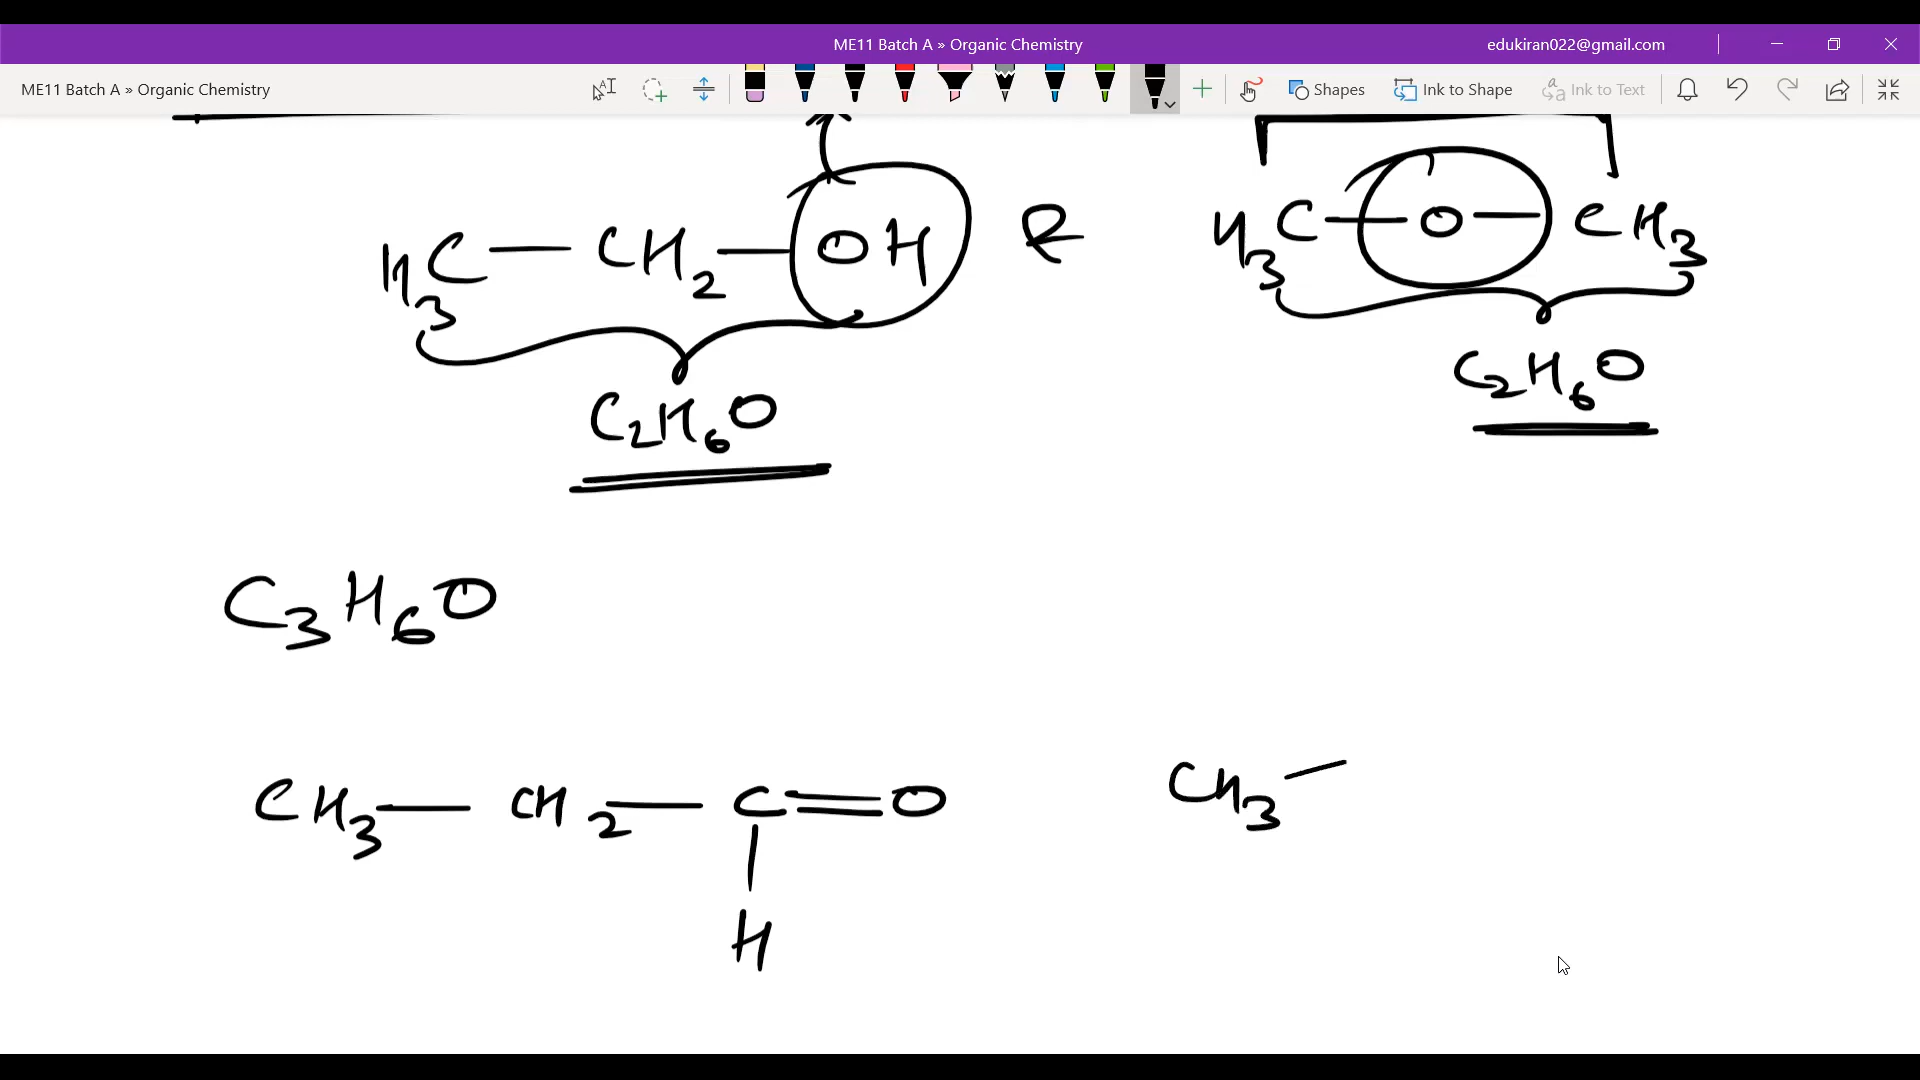 ME11 Batch A » Organic Chemistry
edukiran022@gmail.com
ME11 Batch A » Organic Chemistry
Shapes
Ink to Shape
Ink to Text
H3C — CH2 — OH R
H3C — O — CH3
C2H6O
C2H6O
C3H6O
CH3 — CH2 — C = O
H
CH3 —